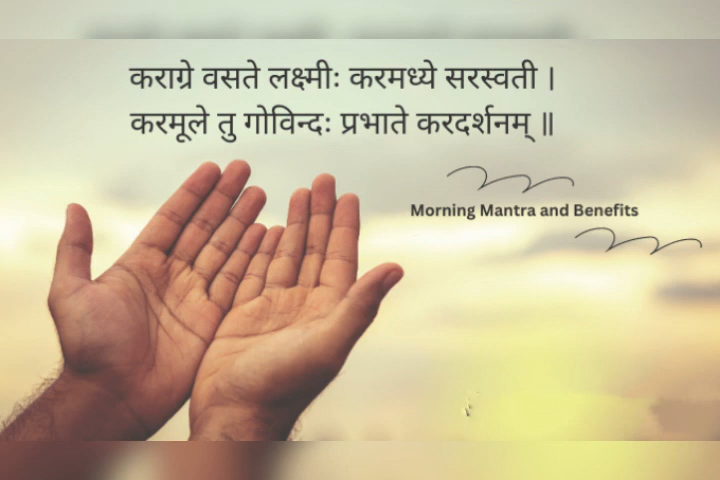 कराग्रे वसते लक्ष्मीः करमध्ये सरस्वती ।
करमूले तु गोविन्दः प्रभाते करदर्शनम् ॥
Morning Mantra and Benefits